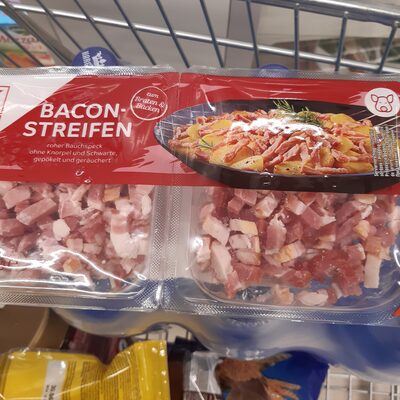 BACON-
STREIFEN
roher Bauchspeck
ohne Knorpel und Schwarte,
gepökelt und geräuchert
zum
Braten &
Backen